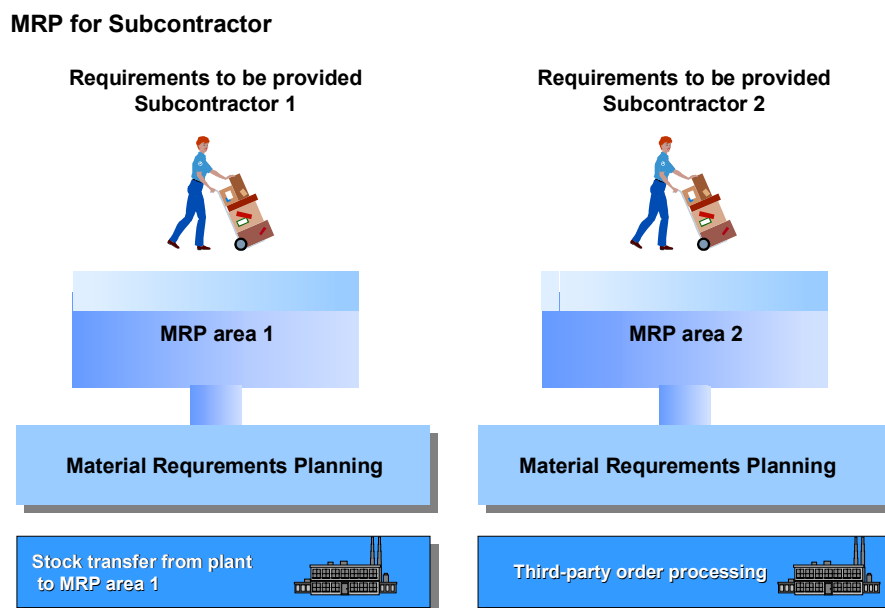 MRP for Subcontractor
Requirements to be provided
Subcontractor 1
MRP area 1
Material Requrements Planning
Stock transfer from plant
to MRP area 1
Requirements to be provided
Subcontractor 2
MRP area 2
Material Requrements Planning
Third-party order processing